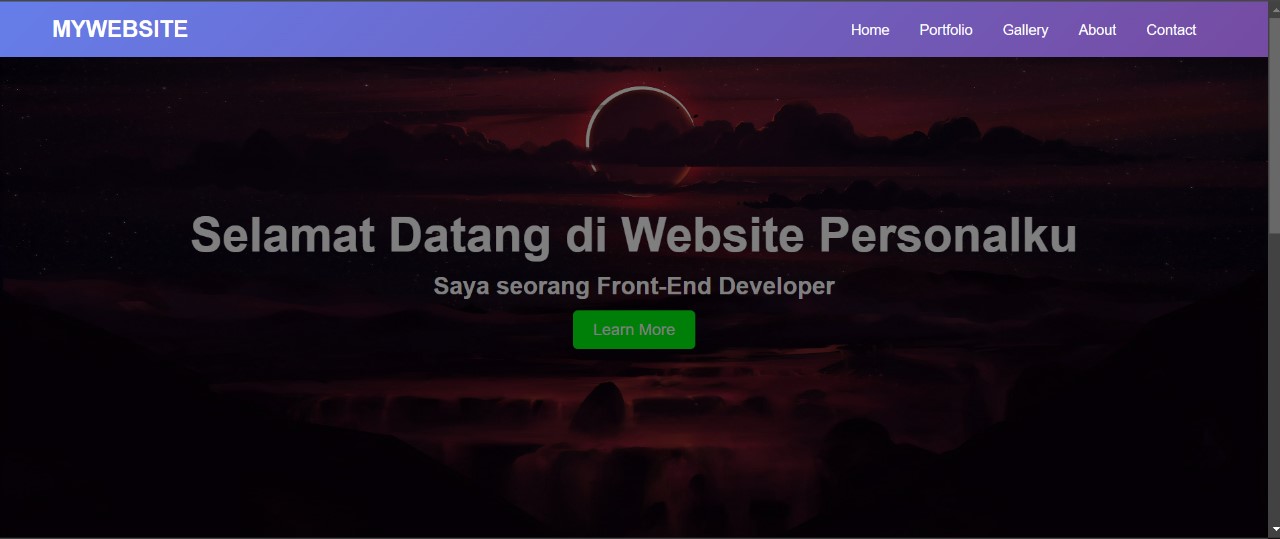 MYWEBSITE
Home Portfolio Gallery About Contact
Selamat Datang di Website Personalku
Saya seorang Front-End Developer
Learn More